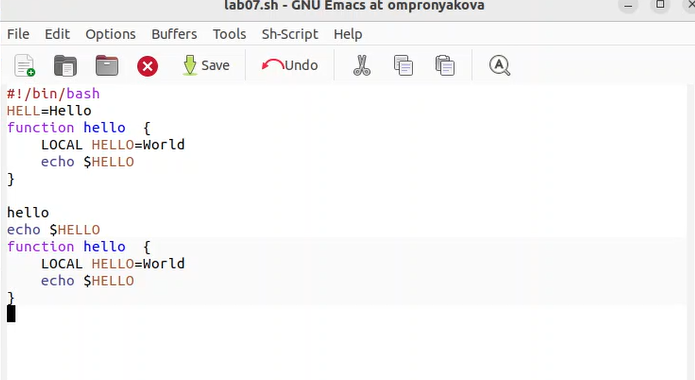 lab07.sh - GNU Emacs at ompronyakova
File Edit Options Buffers Tools Sh-Script Help
Save Undo
#!/bin/bash
HELL=Hello
function hello  {
    LOCAL HELLO=World
    echo $HELLO
}

hello
echo $HELLO
function hello  {
    LOCAL HELLO=World
    echo $HELLO
}